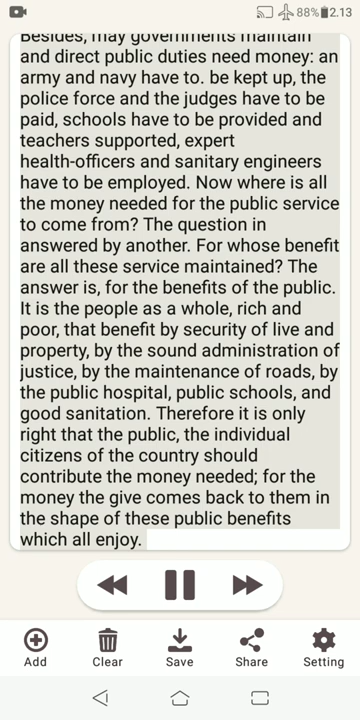 88% 2.13
Besides, may governments maintain
and direct public duties need money: an
army and navy have to. be kept up, the
police force and the judges have to be
paid, schools have to be provided and
teachers supported, expert
health-officers and sanitary engineers
have to be employed. Now where is all
the money needed for the public service
to come from? The question in
answered by another. For whose benefit
are all these service maintained? The
answer is, for the benefits of the public.
It is the people as a whole, rich and
poor, that benefit by security of live and
property, by the sound administration of
justice, by the maintenance of roads, by
the public hospital, public schools, and
good sanitation. Therefore it is only
right that the public, the individual
citizens of the country should
contribute the money needed; for the
money the give comes back to them in
the shape of these public benefits
which all enjoy.
Add Clear Save Share Setting